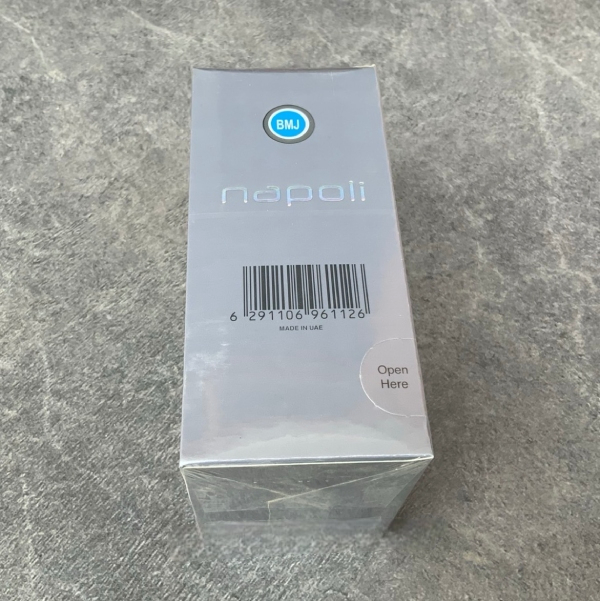 BMJ
napoli
6 291106 961126
MADE IN UAE
Open
Here